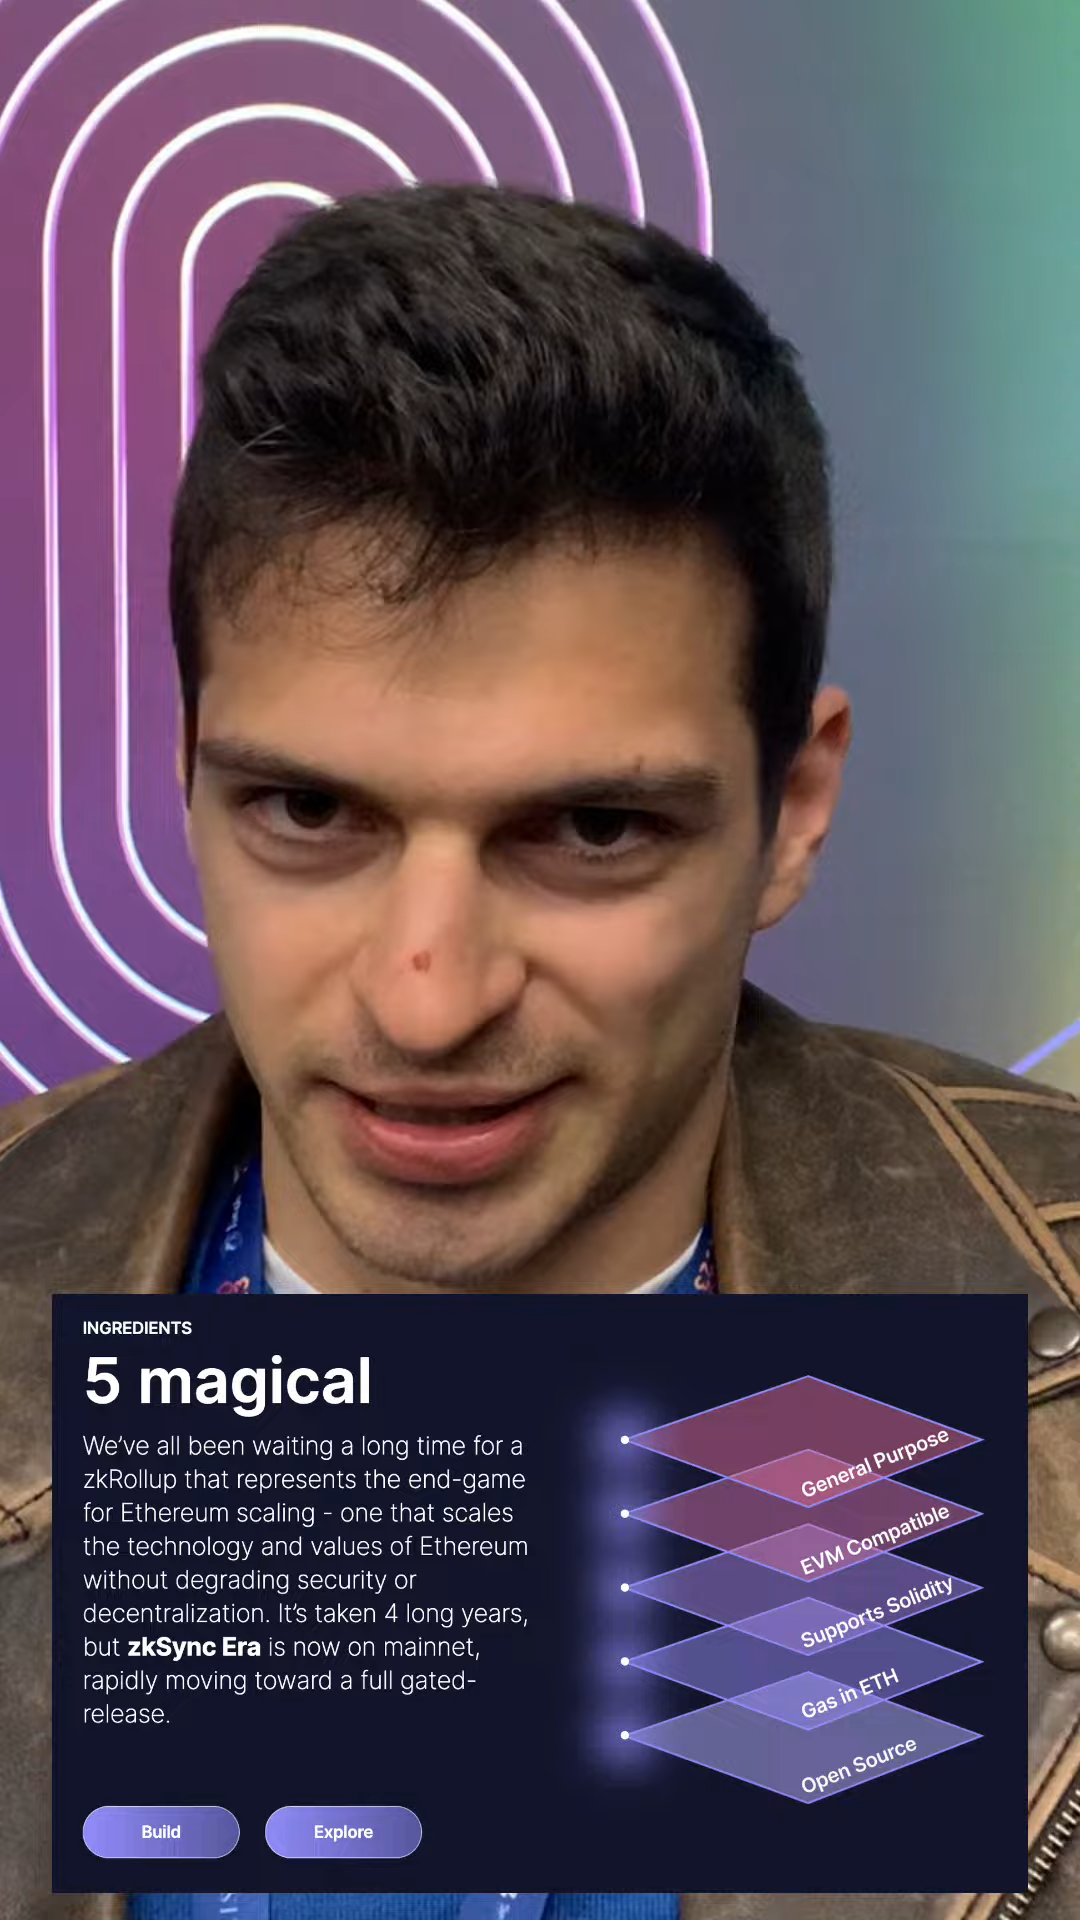 INGREDIENTS
5 magical
We’ve all been waiting a long time for a
zkRollup that represents the end-game
for Ethereum scaling - one that scales
the technology and values of Ethereum
without degrading security or
decentralization. It’s taken 4 long years,
but zkSync Era is now on mainnet,
rapidly moving toward a full gated-
release.
Build
Explore
General Purpose
EVM Compatible
Supports Solidity
Gas in ETH
Open Source